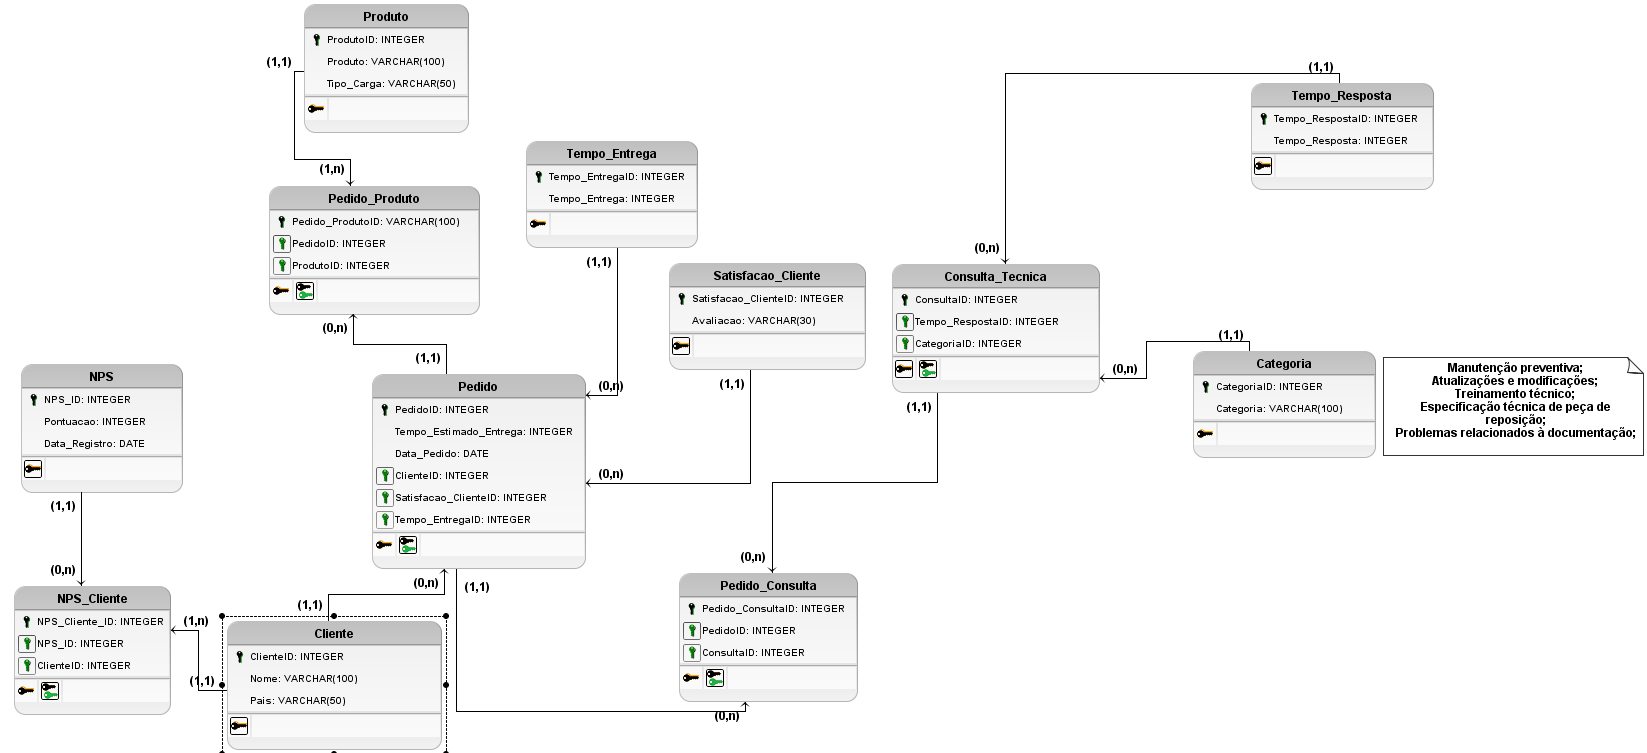 Produto
ProdutoID: INTEGER
Produto: VARCHAR(100)
Tipo_Carga: VARCHAR(50)
(1,1)
(1,n)
Pedido_Produto
Pedido_ProdutoID: VARCHAR(100)
PedidoID: INTEGER
ProdutoID: INTEGER
(0,n)
(1,1)
Tempo_Entrega
Tempo_EntregaID: INTEGER
Tempo_Entrega: INTEGER
(1,1)
(0,n)
Satisfacao_Cliente
Satisfacao_ClienteID: INTEGER
Avaliacao: VARCHAR(30)
(1,1)
(0,n)
Pedido
PedidoID: INTEGER
Tempo_Estimado_Entrega: INTEGER
Data_Pedido: DATE
ClienteID: INTEGER
Satisfacao_ClienteID: INTEGER
Tempo_EntregaID: INTEGER
(0,n)
(1,1)
(1,1)
NPS
NPS_ID: INTEGER
Pontuacao: INTEGER
Data_Registro: DATE
(1,1)
(0,n)
NPS_Cliente
NPS_Cliente_ID: INTEGER
NPS_ID: INTEGER
ClienteID: INTEGER
(1,n)
(1,1)
Cliente
ClienteID: INTEGER
Nome: VARCHAR(100)
Pais: VARCHAR(50)
(1,1)
Tempo_Resposta
Tempo_RespostaID: INTEGER
Tempo_Resposta: INTEGER
(0,n)
Consulta_Tecnica
ConsultaID: INTEGER
Tempo_RespostaID: INTEGER
CategoriaID: INTEGER
(1,1)
(0,n)
(1,1)
Categoria
CategoriaID: INTEGER
Categoria: VARCHAR(100)
Manutenção preventiva;
Atualizações e modificações;
Treinamento técnico;
Especificação técnica de peça de
reposição;
Problemas relacionados à documentação;
(0,n)
Pedido_Consulta
Pedido_ConsultaID: INTEGER
PedidoID: INTEGER
ConsultaID: INTEGER
(0,n)